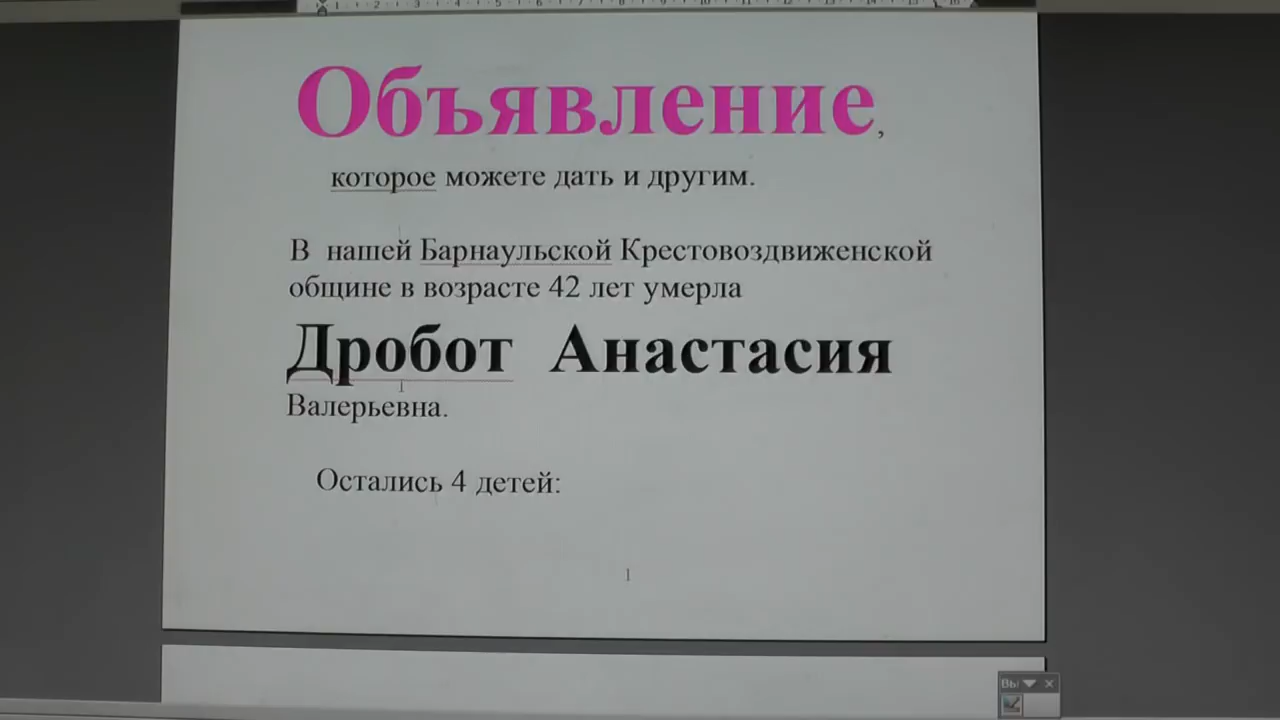 Объявление,
которое можете дать и другим.
В нашей Барнаульской Крестовоздвиженской
общине в возрасте 42 лет умерла
Дробот Анастасия
Валерьевна.
Остались 4 детей:
1